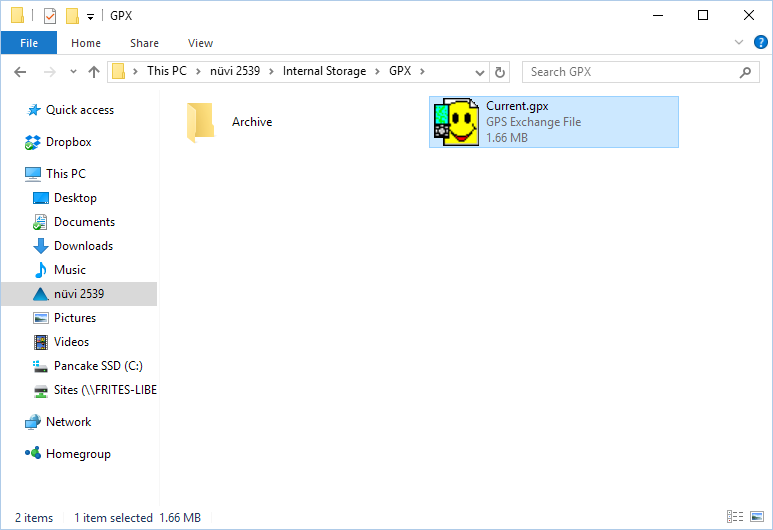 GPX
File Home Share View
This PC nüvi 2539 Internal Storage GPX
Search GPX
Quick access
Dropbox
This PC
Desktop
Documents
Downloads
Music
nüvi 2539
Pictures
Videos
Pancake SSD (C:)
Sites (\\FRITES-LIBE
Network
Homegroup
Archive
Current.gpx
GPS Exchange File
1.66 MB
2 items 1 item selected 1.66 MB